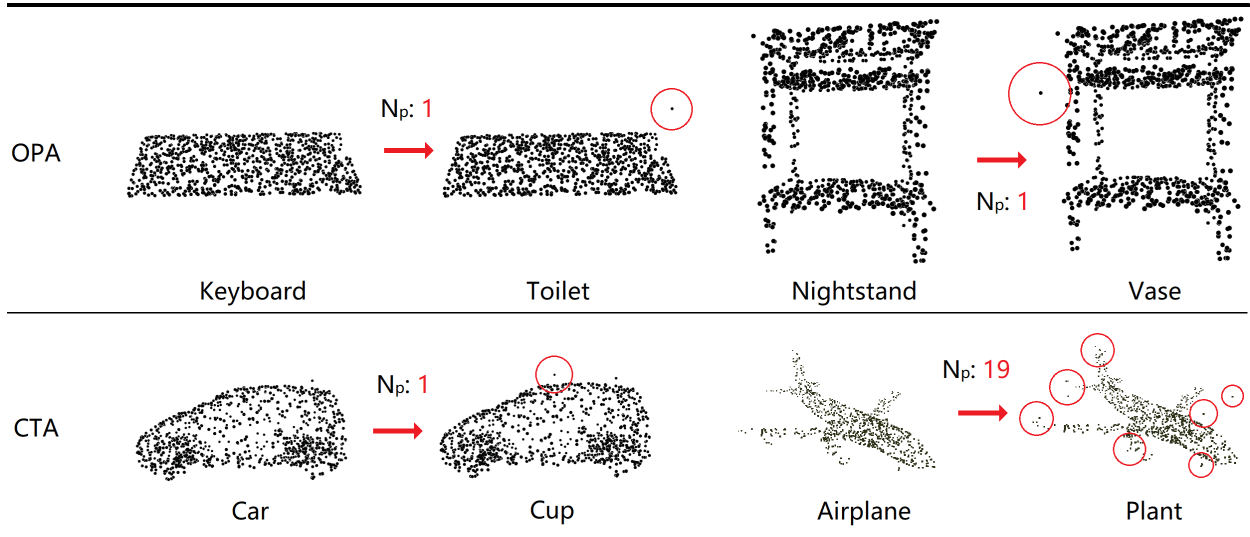 OPA
Np: 1
Np: 1
Keyboard
Toilet
Nightstand
Vase
CTA
Np: 1
Np: 19
Car
Cup
Airplane
Plant